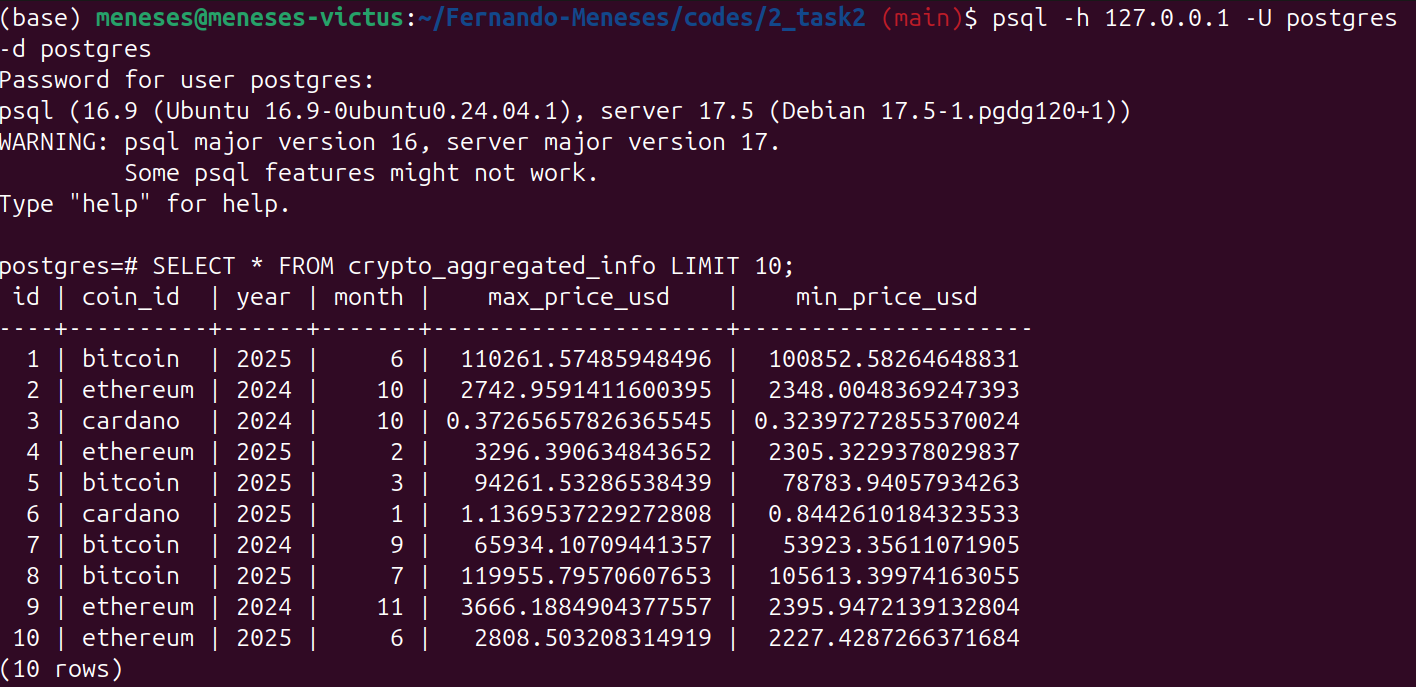 (base) meneses@meneses-victus:~/Fernando-Meneses/codes/2_task2 (main)$ psql -h 127.0.0.1 -U postgres
-d postgres
Password for user postgres:
psql (16.9 (Ubuntu 16.9-0ubuntu0.24.04.1), server 17.5 (Debian 17.5-1.pgdg120+1))
WARNING: psql major version 16, server major version 17.
         Some psql features might not work.
Type "help" for help.

postgres=# SELECT * FROM crypto_aggregated_info LIMIT 10;
 id | coin_id  | year | month |    max_price_usd    |    min_price_usd
----+----------+------+-------+---------------------+---------------------
  1 | bitcoin  | 2025 |     6 |  110261.57485948496 |  100852.58264648831
  2 | ethereum | 2024 |    10 |  2742.9591411600395 |  2348.0048369247393
  3 | cardano  | 2024 |    10 | 0.37265657826365545 | 0.32397272855370024
  4 | ethereum | 2025 |     2 |   3296.390634843652 |  2305.3229378029837
  5 | bitcoin  | 2025 |     3 |   94261.53286538439 |   78783.94057934263
  6 | cardano  | 2025 |     1 |  1.1369537229272808 |  0.8442610184323533
  7 | bitcoin  | 2024 |     9 |   65934.10709441357 |   53923.35611071905
  8 | bitcoin  | 2025 |     7 |  119955.79570607653 |  105613.39974163055
  9 | ethereum | 2024 |    11 |  3666.1884904377557 |  2395.9472139132804
 10 | ethereum | 2025 |     6 |   2808.503208314919 |  2227.4287266371684
(10 rows)